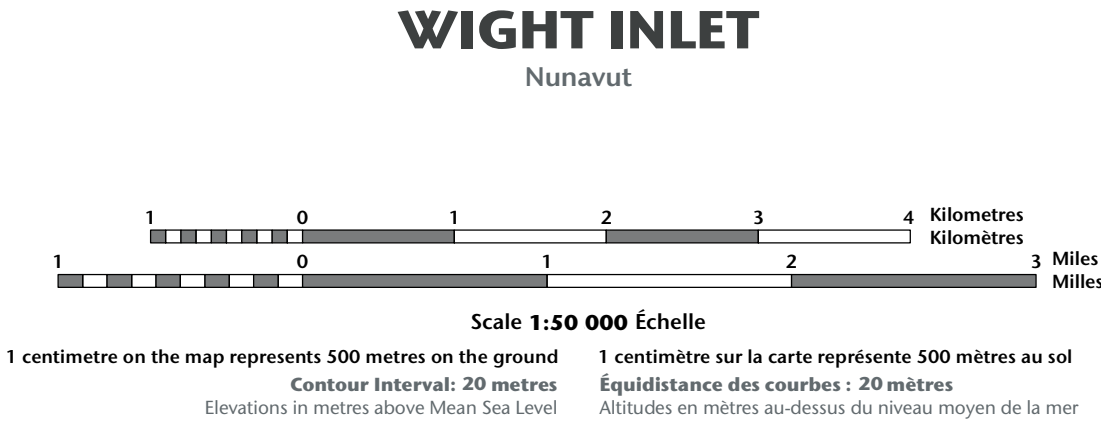 WIGHT INLET
Nunavut
1 0 1 2 3 4 Kilometres
Kilomètres
1 0 1 2 3 Miles
Milles
Scale 1:50 000 Échelle
1 centimetre on the map represents 500 metres on the ground 1 centimètre sur la carte représente 500 mètres au sol
Contour Interval: 20 metres Équidistance des courbes : 20 mètres
Elevations in metres above Mean Sea Level Altitudes en mètres au-dessus du niveau moyen de la mer